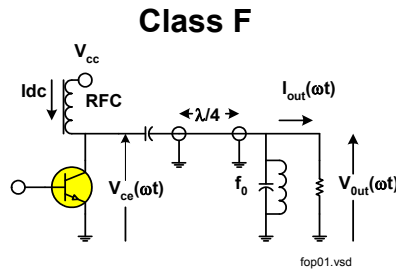 Class F
Vcc
Idc
RFC
λ/4
Iout(ωt)
Vce(ωt)
f0
V0ut(ωt)
fop01.vsd